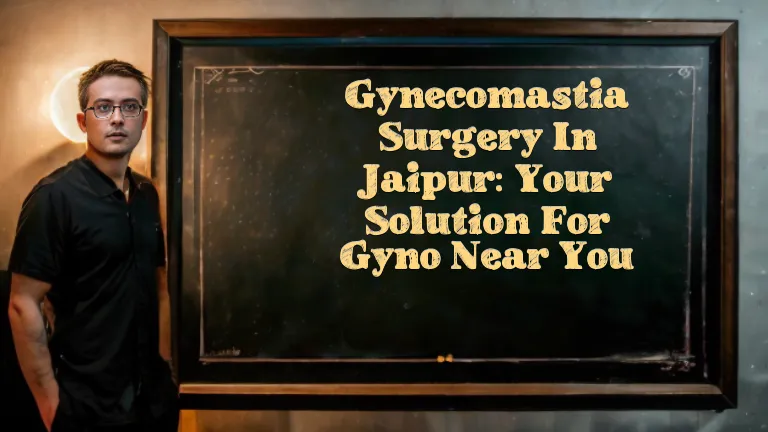 Gynecomastia
Surgery In
Jaipur: Your
Solution For
Gyno Near You